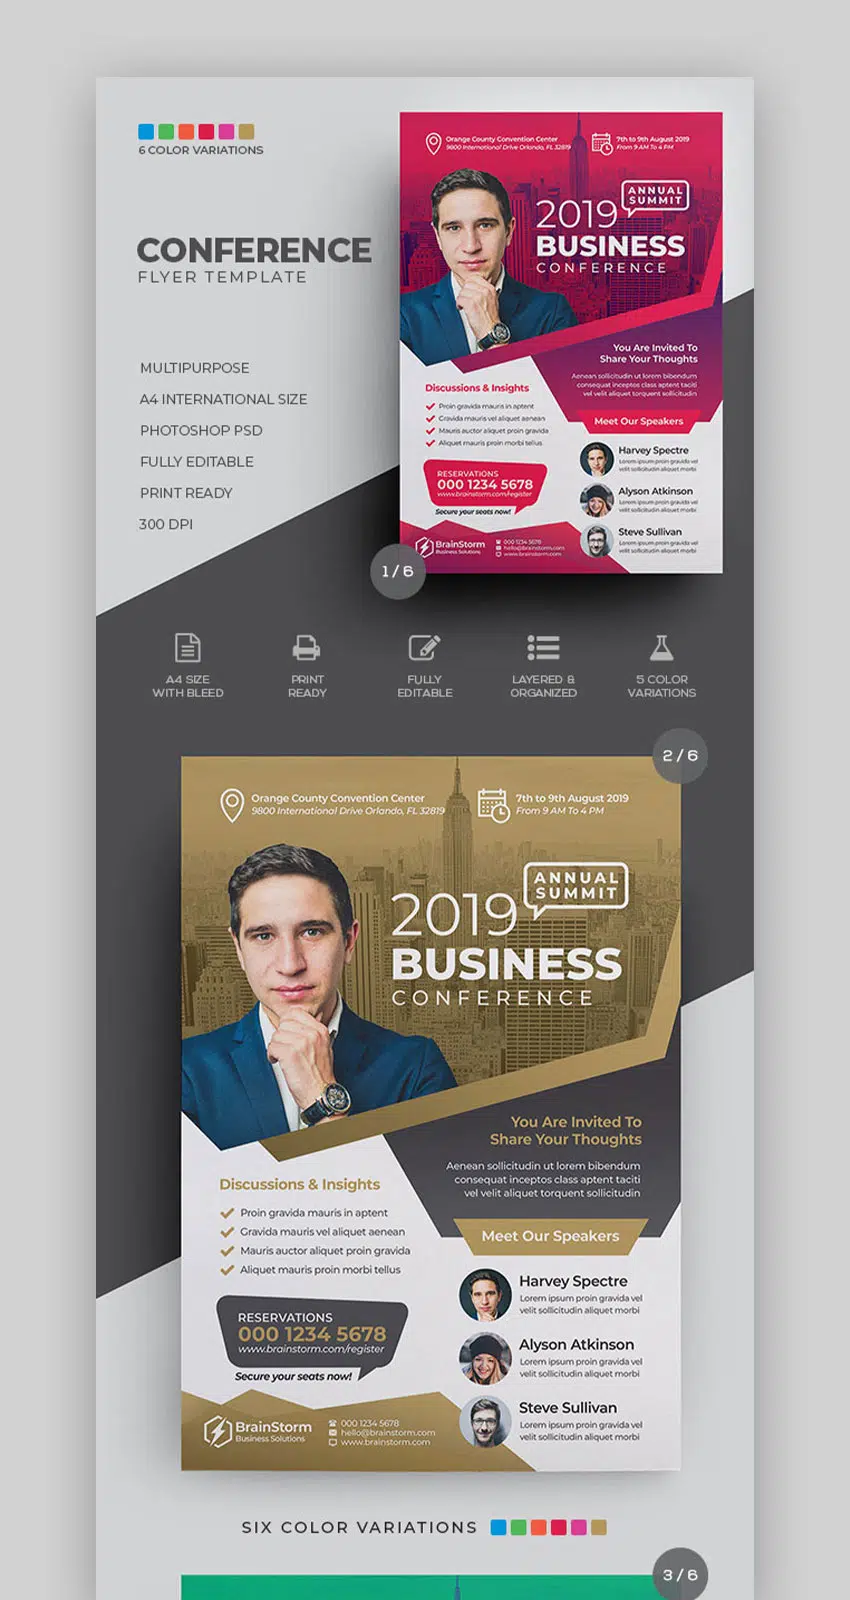 6 COLOR VARIATIONS
CONFERENCE
FLYER TEMPLATE
MULTIPURPOSE
A4 INTERNATIONAL SIZE
PHOTOSHOP PSD
FULLY EDITABLE
PRINT READY
300 DPI
Orange County Convention Center
9800 International Drive Orlando, FL 32819
7th to 9th August 2019
From 9 AM To 4 PM
ANNUAL
SUMMIT
2019
BUSINESS
CONFERENCE
You Are Invited To
Share Your Thoughts
Aenean sollicitudin ut lorem bibendum
consequat inceptos class aptent taciti
vel velit aliquet torquent sollicitudin
Discussions & Insights
Proin gravida mauris in aptent
Gravida mauris vel aliquet aenean
Mauris auctor aliquet proin gravida
Aliquet mauris proin morbi tellus
Meet Our Speakers
Harvey Spectre
Lorem ipsum proin gravida vel
velit sollicitudin aliquet morbi
Alyson Atkinson
Lorem ipsum proin gravida vel
velit sollicitudin aliquet morbi
Steve Sullivan
Lorem ipsum proin gravida vel
velit sollicitudin aliquet morbi
RESERVATIONS
000 1234 5678
www.brainstorm.com/register
Secure your seats now!
BrainStorm
Business Solutions
000 1234 5678
hello@brainstorm.com
www.brainstorm.com
1/6
A4 SIZE
WITH BLEED
PRINT
READY
FULLY
EDITABLE
LAYERED &
ORGANIZED
5 COLOR
VARIATIONS
2/6
Orange County Convention Center
9800 International Drive Orlando, FL 32819
7th to 9th August 2019
From 9 AM To 4 PM
ANNUAL
SUMMIT
2019
BUSINESS
CONFERENCE
You Are Invited To
Share Your Thoughts
Aenean sollicitudin ut lorem bibendum
consequat inceptos class aptent taciti
vel velit aliquet torquent sollicitudin
Discussions & Insights
Proin gravida mauris in aptent
Gravida mauris vel aliquet aenean
Mauris auctor aliquet proin gravida
Aliquet mauris proin morbi tellus
Meet Our Speakers
Harvey Spectre
Lorem ipsum proin gravida vel
velit sollicitudin aliquet morbi
Alyson Atkinson
Lorem ipsum proin gravida vel
velit sollicitudin aliquet morbi
Steve Sullivan
Lorem ipsum proin gravida vel
velit sollicitudin aliquet morbi
RESERVATIONS
000 1234 5678
www.brainstorm.com/register
Secure your seats now!
BrainStorm
Business Solutions
000 1234 5678
hello@brainstorm.com
www.brainstorm.com
SIX COLOR VARIATIONS
3/6